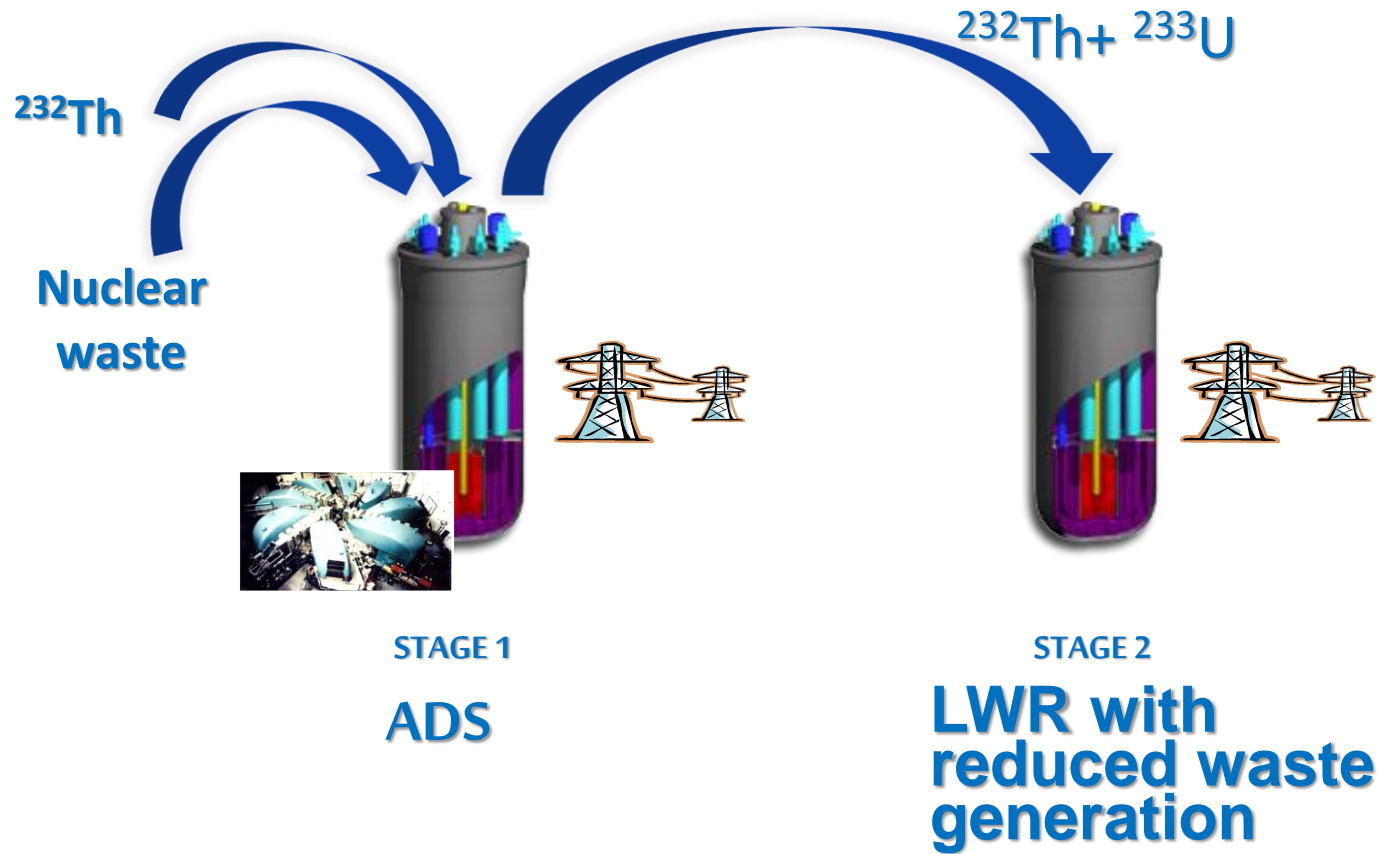 ²³²Th+ ²³³U
²³²Th
Nuclear
waste
STAGE 1
STAGE 2
ADS
LWR with
reduced waste
generation